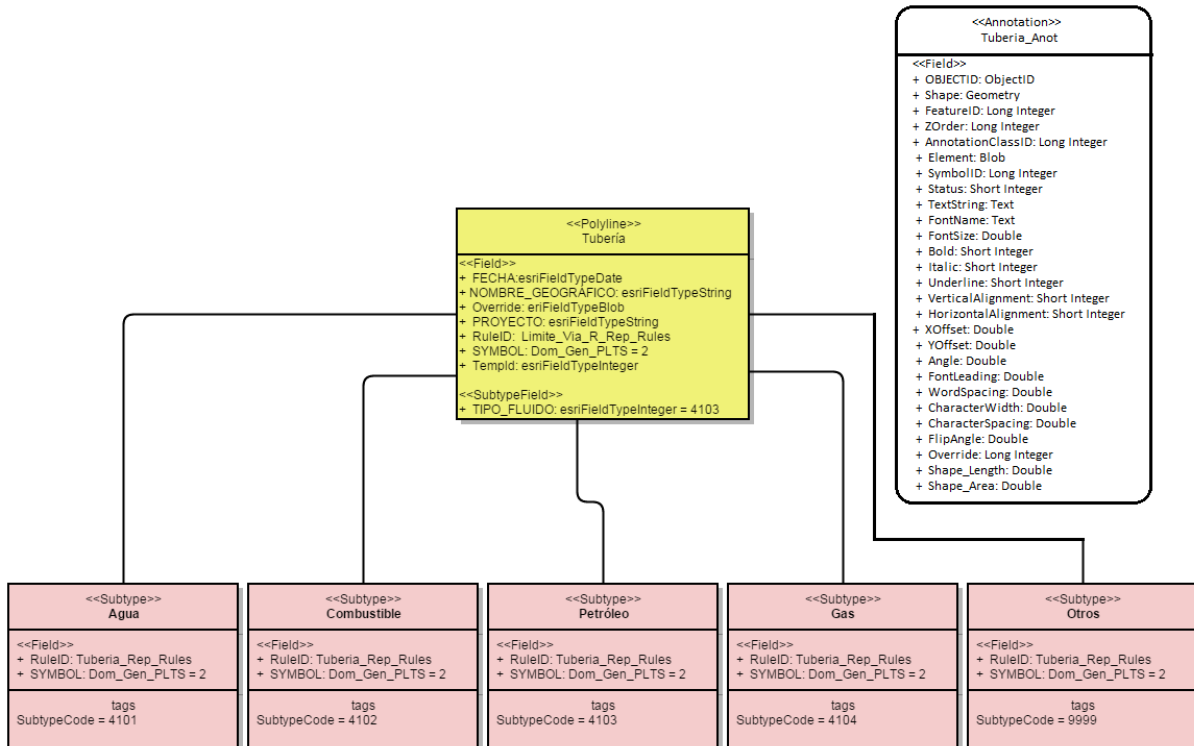 <<Annotation>>
Tuberia_Anot
<<Field>>
+ OBJECTID: ObjectID
+ Shape: Geometry
+ FeatureID: Long Integer
+ ZOrder: Long Integer
+ AnnotationClassID: Long Integer
+ Element: Blob
+ SymbolID: Long Integer
+ Status: Short Integer
+ TextString: Text
+ FontName: Text
+ FontSize: Double
+ Bold: Short Integer
+ Italic: Short Integer
+ Underline: Short Integer
+ VerticalAlignment: Short Integer
+ HorizontalAlignment: Short Integer
+ XOffset: Double
+ YOffset: Double
+ Angle: Double
+ FontLeading: Double
+ WordSpacing: Double
+ CharacterWidth: Double
+ CharacterSpacing: Double
+ FlipAngle: Double
+ Override: Long Integer
+ Shape_Length: Double
+ Shape_Area: Double
<<Polyline>>
Tubería
<<Field>>
+ FECHA:esriFieldTypeDate
+ NOMBRE_GEOGRÁFICO: esriFieldTypeString
+ Override: eriFieldTypeBlob
+ PROYECTO: esriFieldTypeString
+ RuleID: Limite_Via_R_Rep_Rules
+ SYMBOL: Dom_Gen_PLTS = 2
+ TempId: esriFieldTypeInteger
<<SubtypeField>>
+ TIPO_FLUIDO: esriFieldTypeInteger = 4103
<<Subtype>>
Agua
<<Field>>
+ RuleID: Tuberia_Rep_Rules
+ SYMBOL: Dom_Gen_PLTS = 2
tags
SubtypeCode = 4101
<<Subtype>>
Combustible
<<Field>>
+ RuleID: Tuberia_Rep_Rules
+ SYMBOL: Dom_Gen_PLTS = 2
tags
SubtypeCode = 4102
<<Subtype>>
Petróleo
<<Field>>
+ RuleID: Tuberia_Rep_Rules
+ SYMBOL: Dom_Gen_PLTS = 2
tags
SubtypeCode = 4103
<<Subtype>>
Gas
<<Field>>
+ RuleID: Tuberia_Rep_Rules
+ SYMBOL: Dom_Gen_PLTS = 2
tags
SubtypeCode = 4104
<<Subtype>>
Otros
<<Field>>
+ RuleID: Tuberia_Rep_Rules
+ SYMBOL: Dom_Gen_PLTS = 2
tags
SubtypeCode = 9999